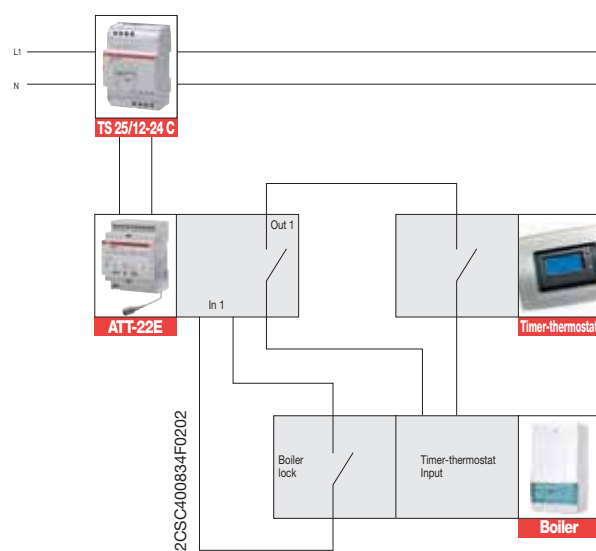 L1
N
TS 25/12-24 C
Out 1
In 1
ATT-22E
Timer-thermostat
2CSC400834F0202
Boiler
lock
Timer-thermostat
Input
Boiler